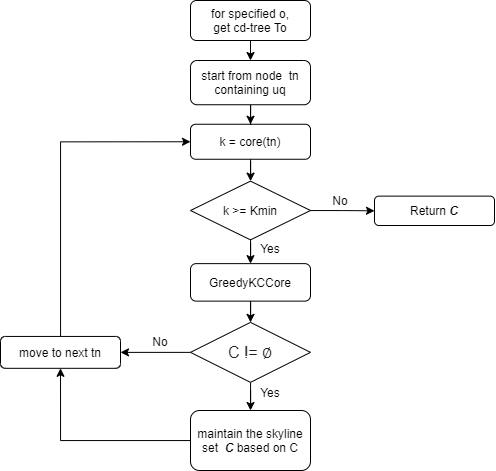 for specified o,
get cd-tree To
start from node tn
containing uq
k = core(tn)
k >= Kmin
No
Return C
Yes
GreedyKCCore
C != ∅
No
move to next tn
Yes
maintain the skyline
set C based on C